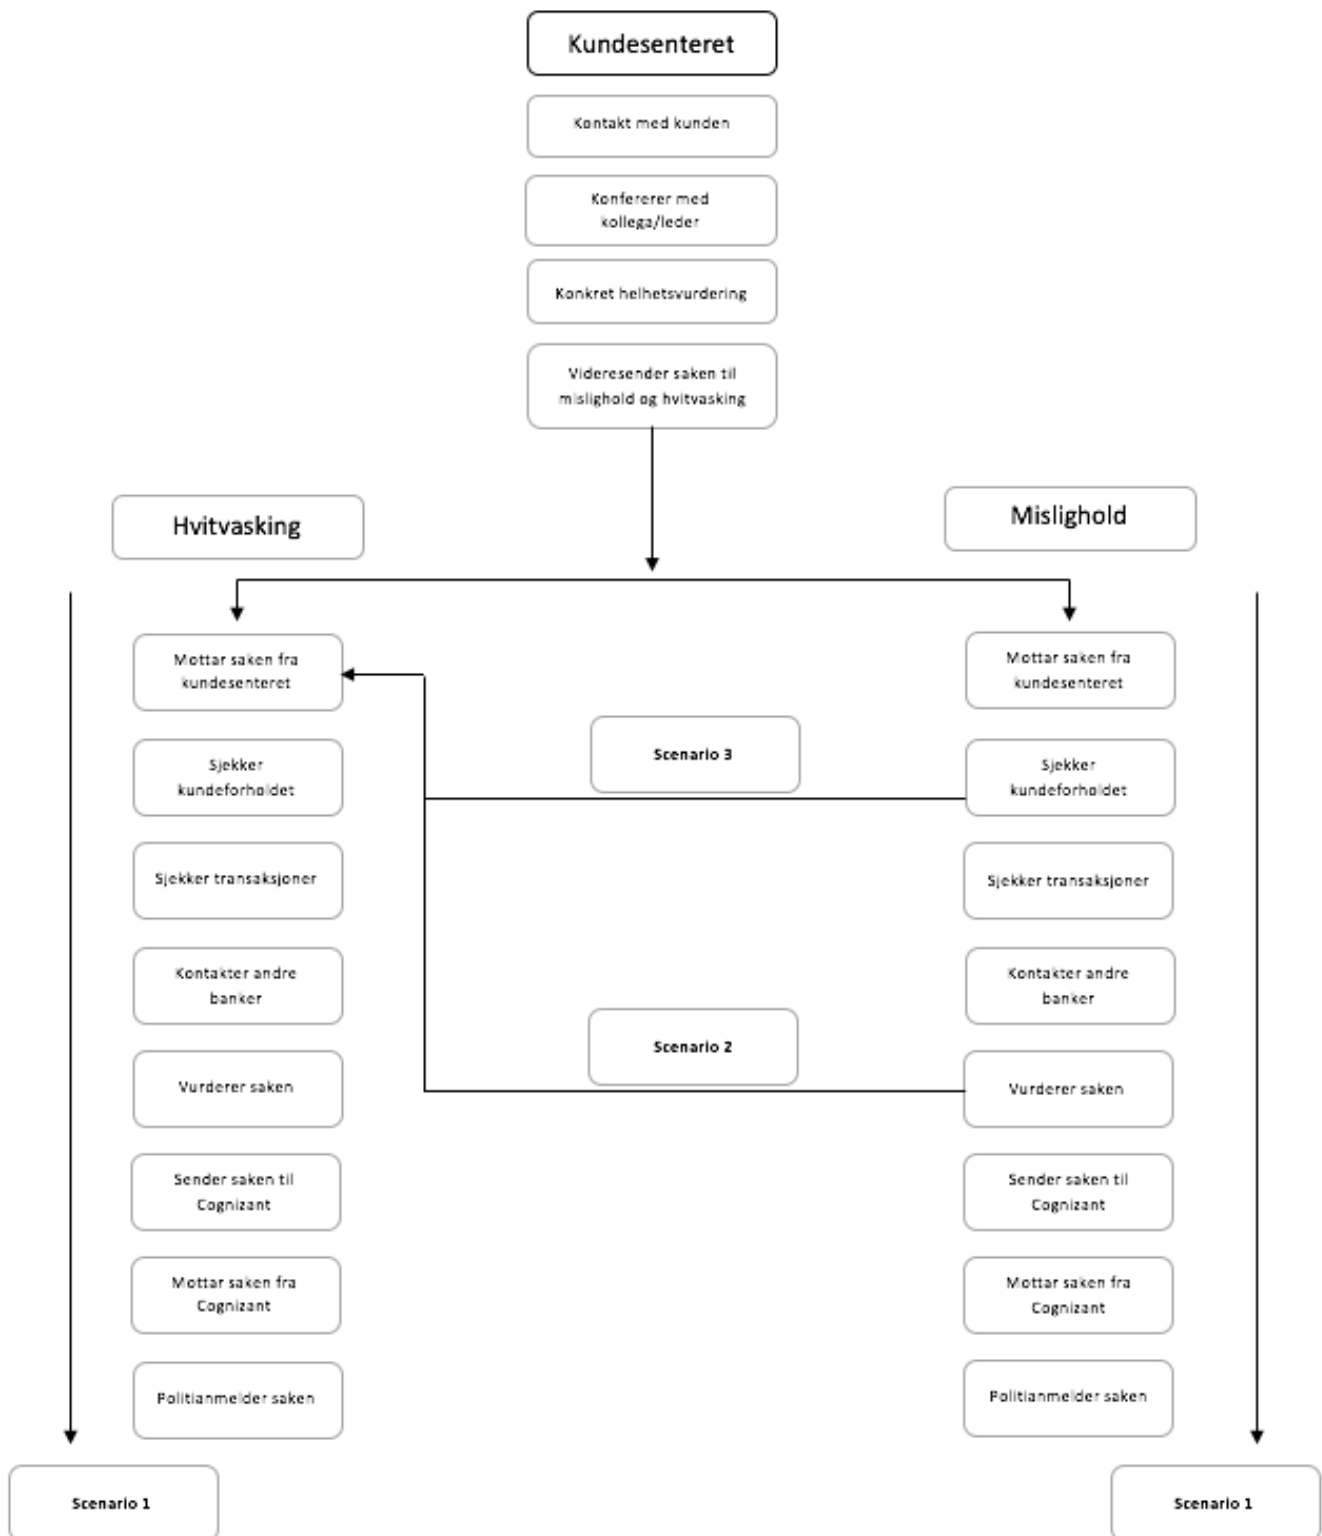 Kundesenteret
Kontakt med kunden
Konfererer med
kollega/leder
Konkret helhetsvurdering
Videresender saken til
mislighold og hvitvasking
Hvitvasking
Mislighold
Mottar saken fra
kundesenteret
Mottar saken fra
kundesenteret
Scenario 3
Sjekker
kundeforholdet
Sjekker
kundeforholdet
Sjekker transaksjoner
Sjekker transaksjoner
Kontakter andre
banker
Kontakter andre
banker
Scenario 2
Vurderer saken
Vurderer saken
Sender saken til
Cognizant
Sender saken til
Cognizant
Mottar saken fra
Cognizant
Mottar saken fra
Cognizant
Politianmelder saken
Politianmelder saken
Scenario 1
Scenario 1